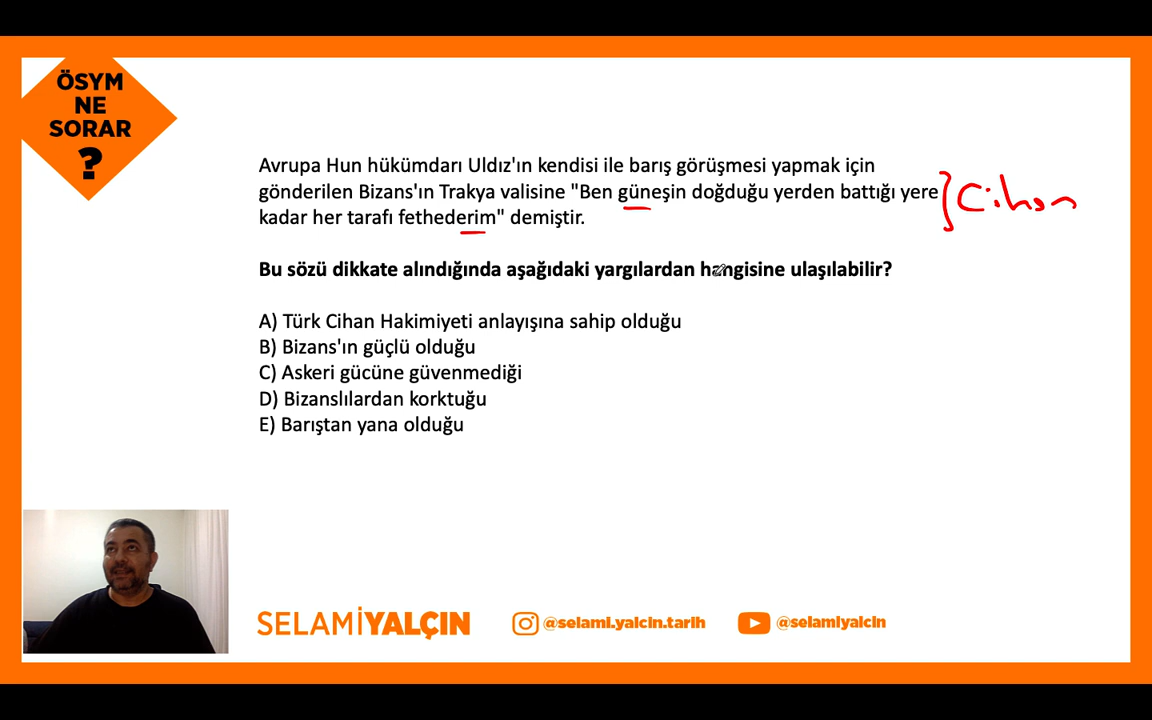 ÖSYM
NE
SORAR
?
Avrupa Hun hükümdarı Uldız'ın kendisi ile barış görüşmesi yapmak için
gönderilen Bizans'ın Trakya valisine "Ben güneşin doğduğu yerden battığı yere
kadar her tarafı fethederim" demiştir.
Cihan
Bu sözü dikkate alındığında aşağıdaki yargılardan hangisine ulaşılabilir?
A) Türk Cihan Hakimiyeti anlayışına sahip olduğu
B) Bizans'ın güçlü olduğu
C) Askeri gücüne güvenmediği
D) Bizanslılardan korktuğu
E) Barıştan yana olduğu
SELAMİYALÇIN @selami.yalcin.tarih @selamiyalcin